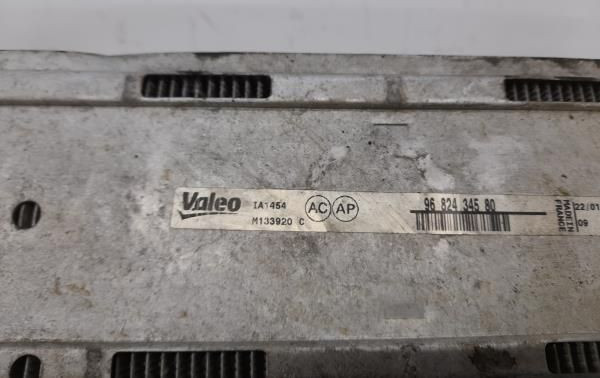 Valeo
IA1454
M133920 C
AC AP
96 824 345 80
MADE IN
FRANCE
22/01
09